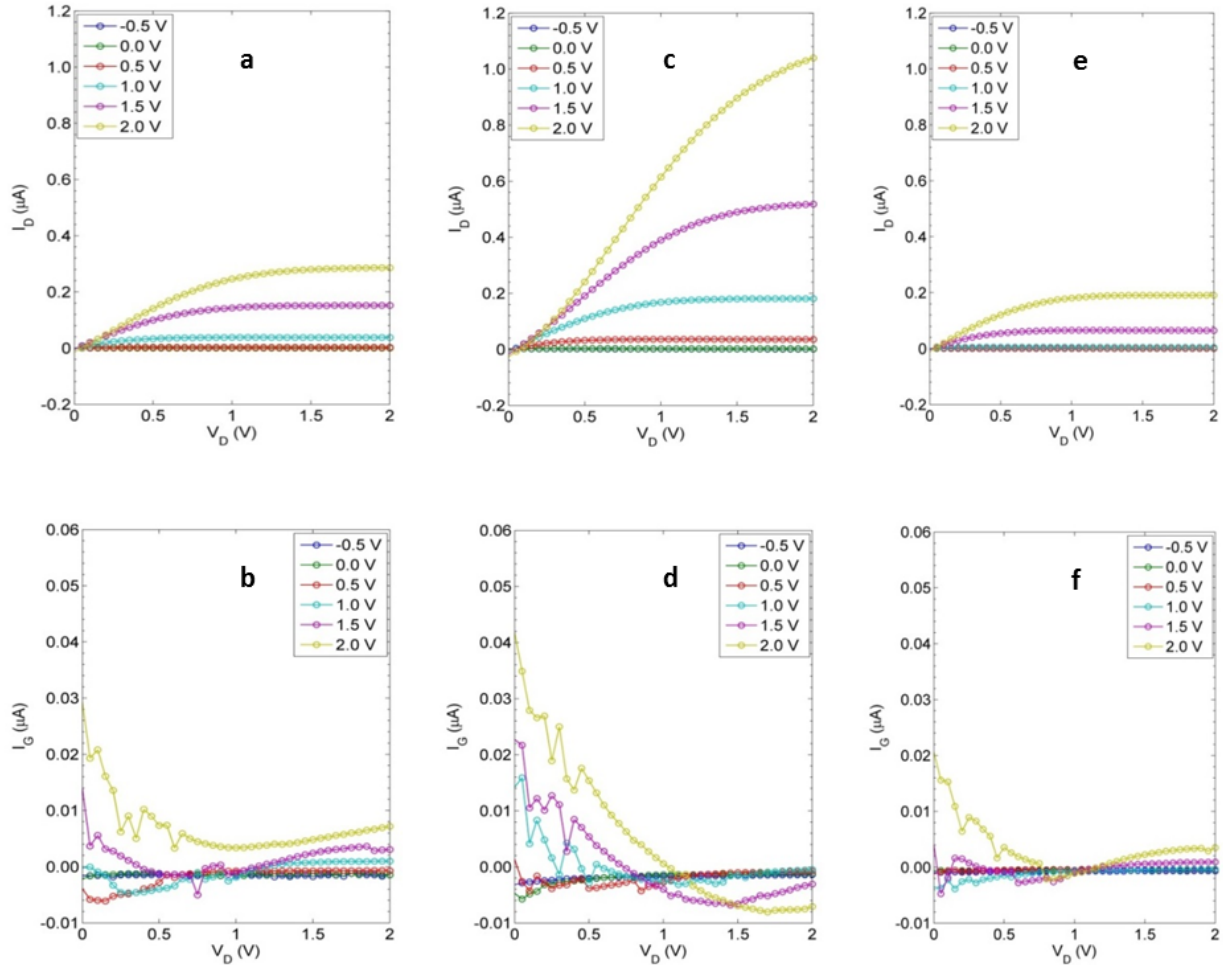 1.2
1.0
0.8
0.6
0.4
0.2
0
-0.2
I_D (µA)
-0.5 V
0.0 V
0.5 V
1.0 V
1.5 V
2.0 V
a
0 0.5 1 1.5 2
V_D (V)
1.2
1.0
0.8
0.6
0.4
0.2
0
-0.2
I_D (µA)
-0.5 V
0.0 V
0.5 V
1.0 V
1.5 V
2.0 V
c
0 0.5 1 1.5 2
V_D (V)
1.2
1.0
0.8
0.6
0.4
0.2
0
-0.2
I_D (µA)
-0.5 V
0.0 V
0.5 V
1.0 V
1.5 V
2.0 V
e
0 0.5 1 1.5 2
V_D (V)
0.06
0.05
0.04
0.03
0.02
0.01
0.00
-0.01
I_G (µA)
-0.5 V
0.0 V
0.5 V
1.0 V
1.5 V
2.0 V
b
0 0.5 1 1.5 2
V_D (V)
0.06
0.05
0.04
0.03
0.02
0.01
0.00
-0.01
I_G (µA)
-0.5 V
0.0 V
0.5 V
1.0 V
1.5 V
2.0 V
d
0 0.5 1 1.5 2
V_D (V)
0.06
0.05
0.04
0.03
0.02
0.01
0.00
-0.01
I_G (µA)
-0.5 V
0.0 V
0.5 V
1.0 V
1.5 V
2.0 V
f
0 0.5 1 1.5 2
V_D (V)